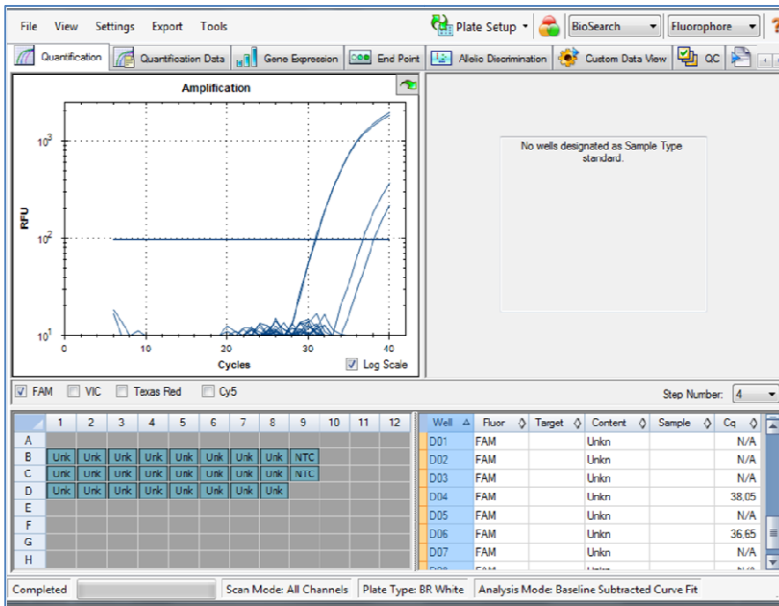 File View Settings Export Tools Plate Setup BioSearch Fluorophore ?
Quantification Quantification Data Gene Expression End Point Allelic Discrimination Custom Data View QC
Amplification
10³
10²
10¹
RFU
0 10 20 30 40
Cycles
Log Scale
No wells designated as Sample Type
standard.
FAM VIC Texas Red Cy5 Step Number: 4
1 2 3 4 5 6 7 8 9 10 11 12
A
B Unk Unk Unk Unk Unk Unk Unk Unk NTC
C Unk Unk Unk Unk Unk Unk Unk Unk NTC
D Unk Unk Unk Unk Unk Unk Unk Unk
E
F
G
H
Well Fluor Target Content Sample Cq
D01 FAM Unkn N/A
D02 FAM Unkn N/A
D03 FAM Unkn N/A
D04 FAM Unkn 38,05
D05 FAM Unkn N/A
D06 FAM Unkn 36,65
D07 FAM Unkn N/A
Completed Scan Mode: All Channels Plate Type: BR White Analysis Mode: Baseline Subtracted Curve Fit